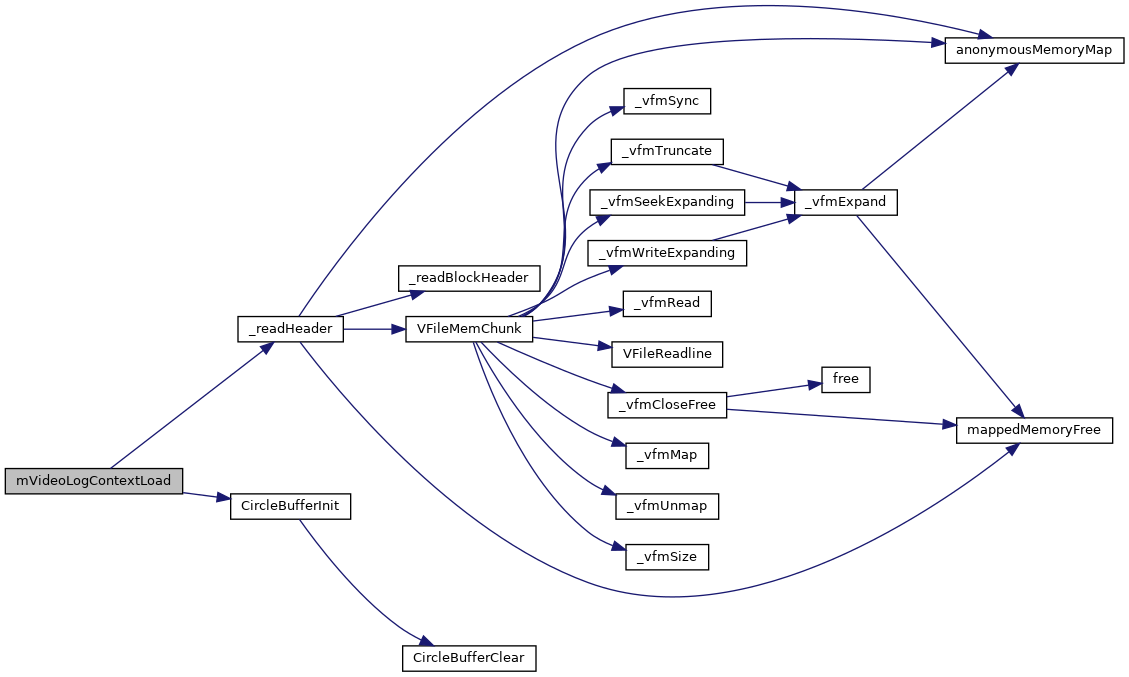 anonymousMemoryMap
_vfmSync
_vfmTruncate
_vfmSeekExpanding
_vfmExpand
_vfmWriteExpanding
_readBlockHeader
_vfmRead
_readHeader
VFileMemChunk
VFileReadline
free
_vfmCloseFree
mappedMemoryFree
_vfmMap
mVideoLogContextLoad
CircleBufferInit
_vfmUnmap
_vfmSize
CircleBufferClear